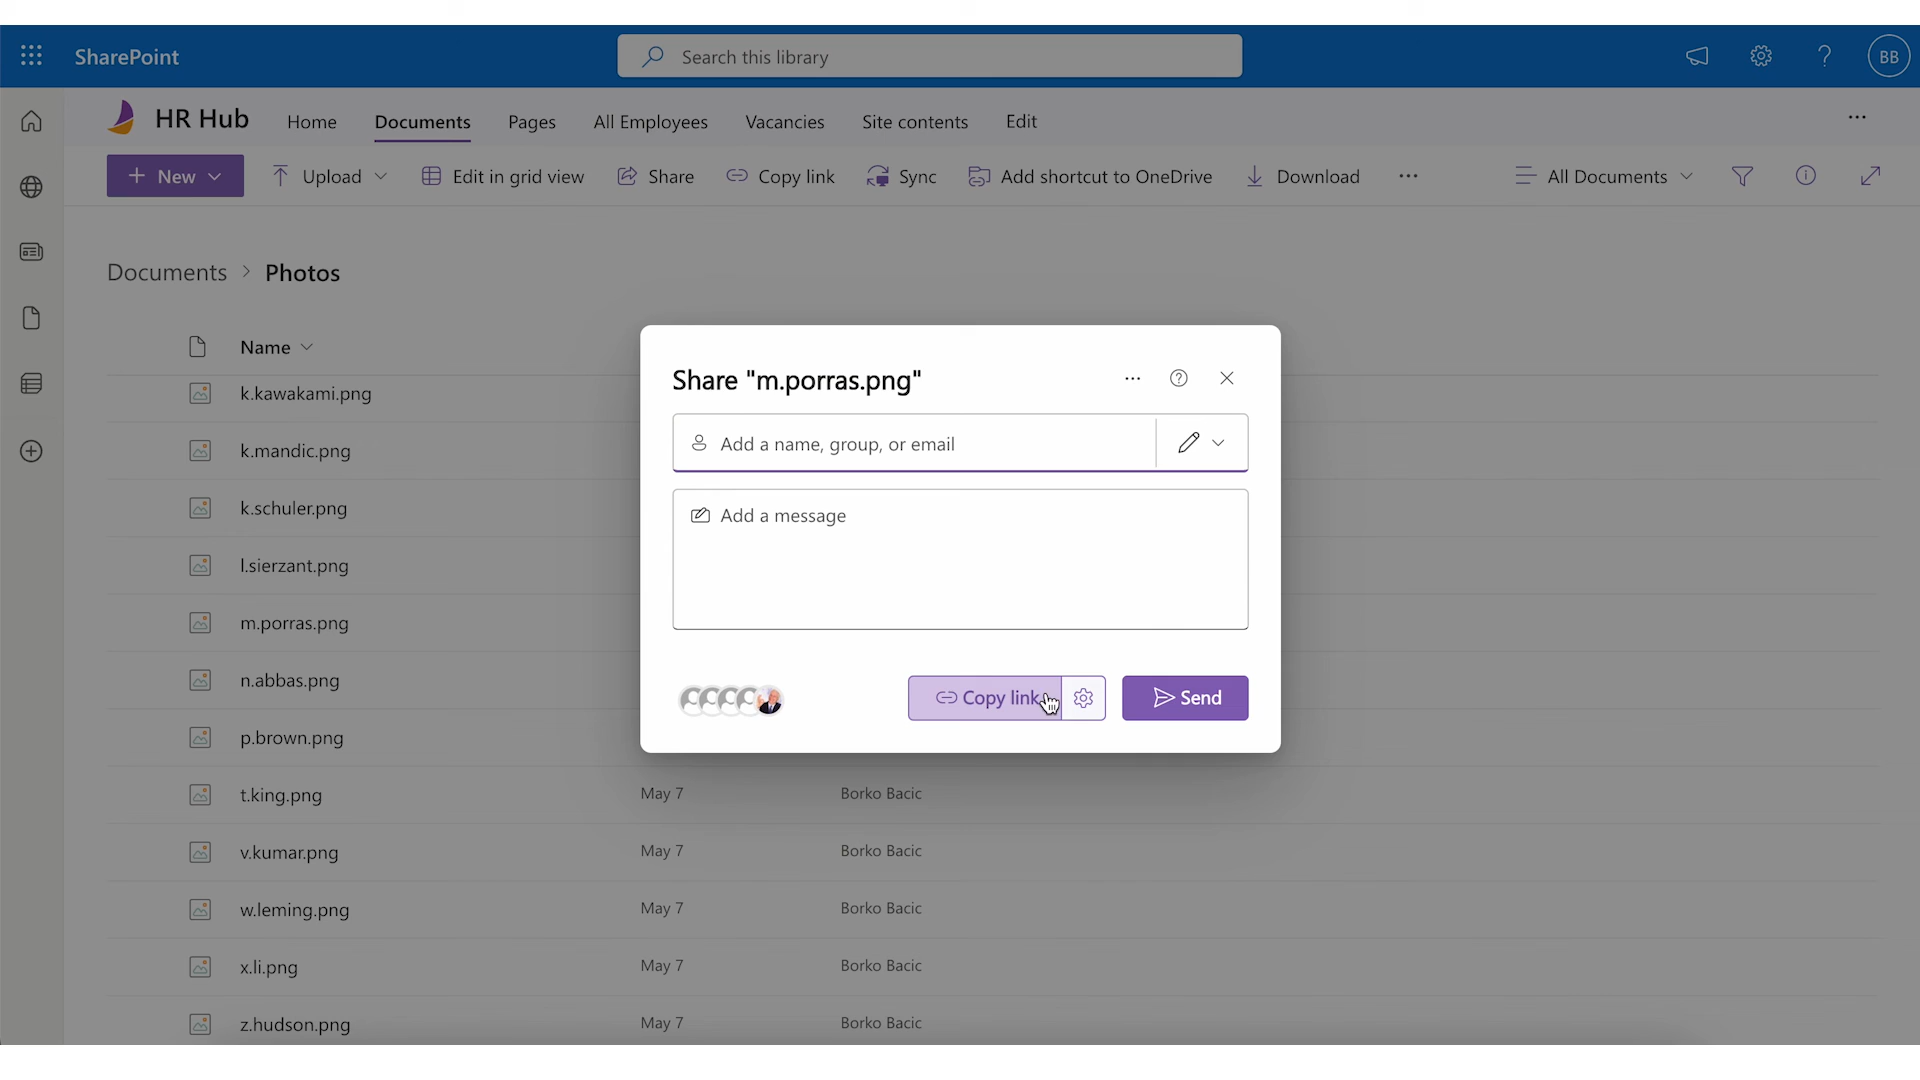 SharePoint
Search this library
BB
HR Hub
Home
Documents
Pages
All Employees
Vacancies
Site contents
Edit
New
Upload
Edit in grid view
Share
Copy link
Sync
Add shortcut to OneDrive
Download
All Documents
Documents > Photos
Name
k.kawakami.png
k.mandic.png
k.schuler.png
l.sierzant.png
m.porras.png
n.abbas.png
p.brown.png
t.king.png May 7 Borko Bacic
v.kumar.png May 7 Borko Bacic
w.leming.png May 7 Borko Bacic
x.li.png May 7 Borko Bacic
z.hudson.png May 7 Borko Bacic
Share "m.porras.png"
Add a name, group, or email
Add a message
Copy link
Send